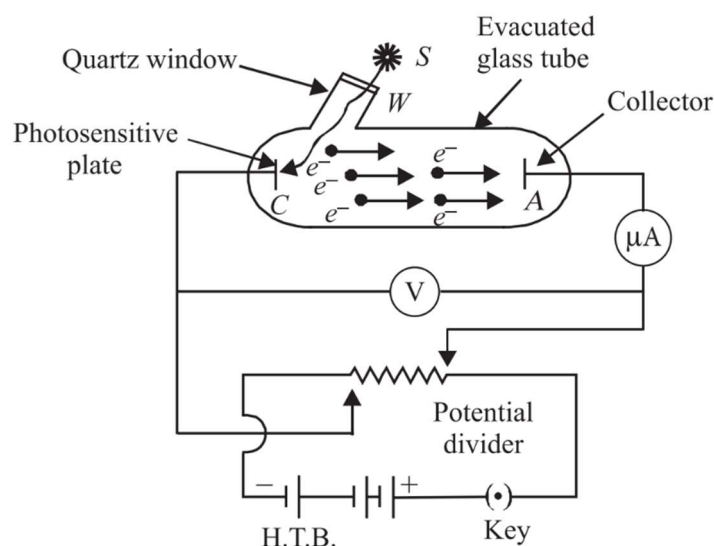 Evacuated
glass tube
S
Quartz window
W
Collector
Photosensitive
plate
e⁻
e⁻
e⁻
e⁻
e⁻
C
A
μA
V
Potential
divider
−
+
H.T.B.
Key